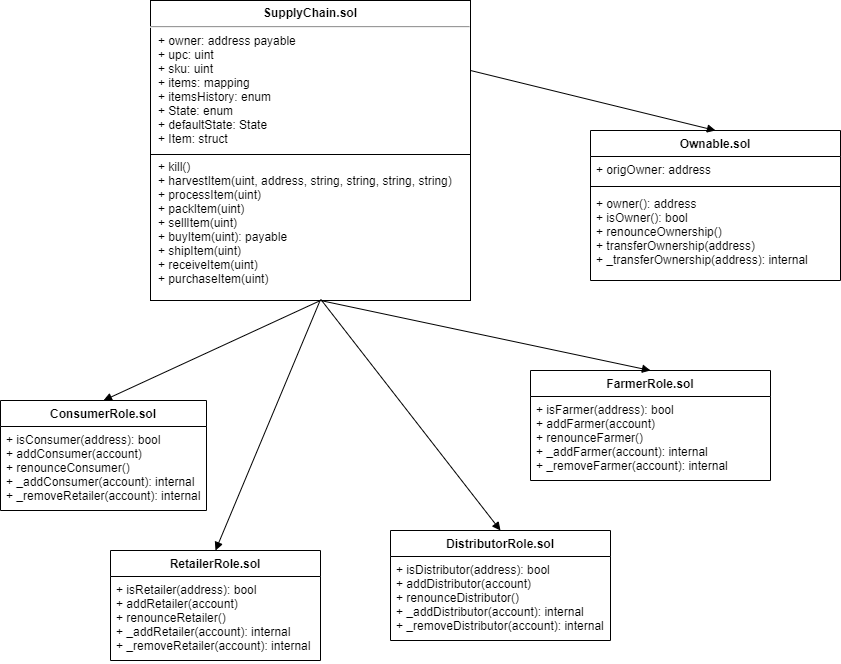 SupplyChain.sol
+ owner: address payable
+ upc: uint
+ sku: uint
+ items: mapping
+ itemsHistory: enum
+ State: enum
+ defaultState: State
+ Item: struct
+ kill()
+ harvestItem(uint, address, string, string, string, string)
+ processItem(uint)
+ packItem(uint)
+ sellItem(uint)
+ buyItem(uint): payable
+ shipItem(uint)
+ receiveItem(uint)
+ purchaseItem(uint)
Ownable.sol
+ origOwner: address
+ owner(): address
+ isOwner(): bool
+ renounceOwnership()
+ transferOwnership(address)
+ _transferOwnership(address): internal
FarmerRole.sol
+ isFarmer(address): bool
+ addFarmer(account)
+ renounceFarmer()
+ _addFarmer(account): internal
+ _removeFarmer(account): internal
ConsumerRole.sol
+ isConsumer(address): bool
+ addConsumer(account)
+ renounceConsumer()
+ _addConsumer(account): internal
+ _removeRetailer(account): internal
DistributorRole.sol
+ isDistributor(address): bool
+ addDistributor(account)
+ renounceDistributor()
+ _addDistributor(account): internal
+ _removeDistributor(account): internal
RetailerRole.sol
+ isRetailer(address): bool
+ addRetailer(account)
+ renounceRetailer()
+ _addRetailer(account): internal
+ _removeRetailer(account): internal